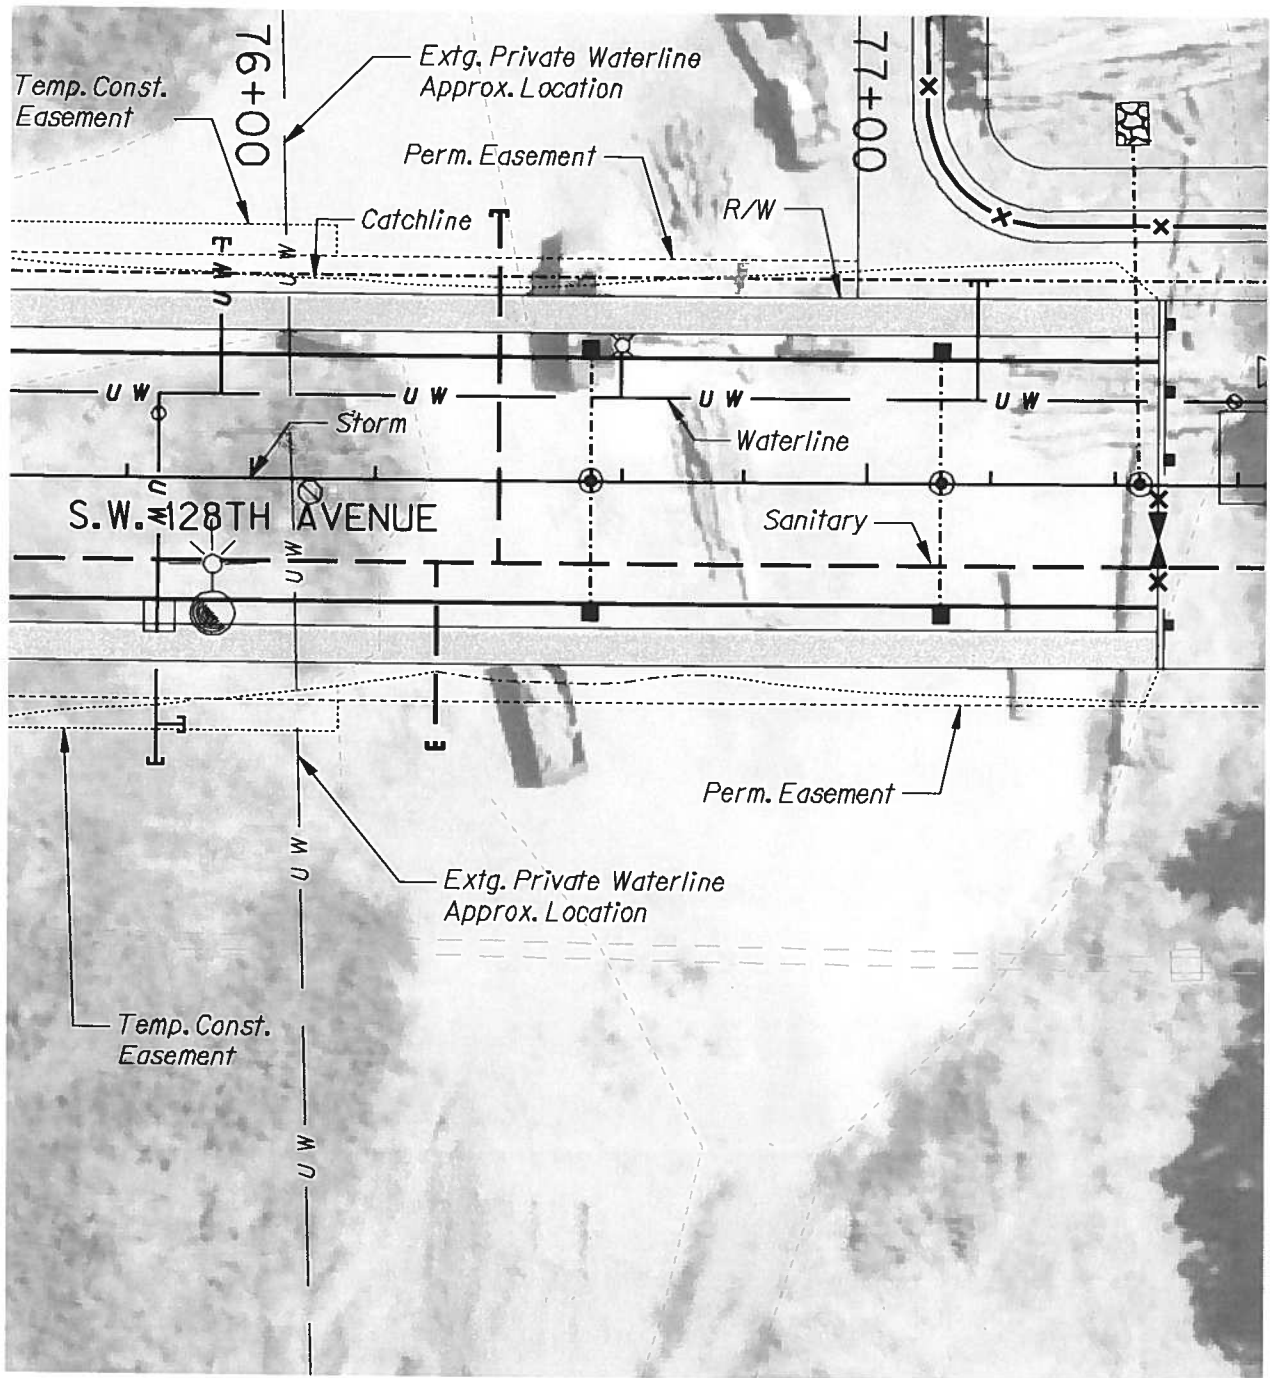 76+00
77+00
Extg. Private Waterline
Approx. Location
Temp. Const.
Easement
Perm. Easement
R/W
Catchline
U W
U W
U W
U W
U W
U W
U W
Storm
Waterline
S.W. 128TH AVENUE
U W
Sanitary
Perm. Easement
U W
Extg. Private Waterline
Approx. Location
Temp. Const.
Easement
U W